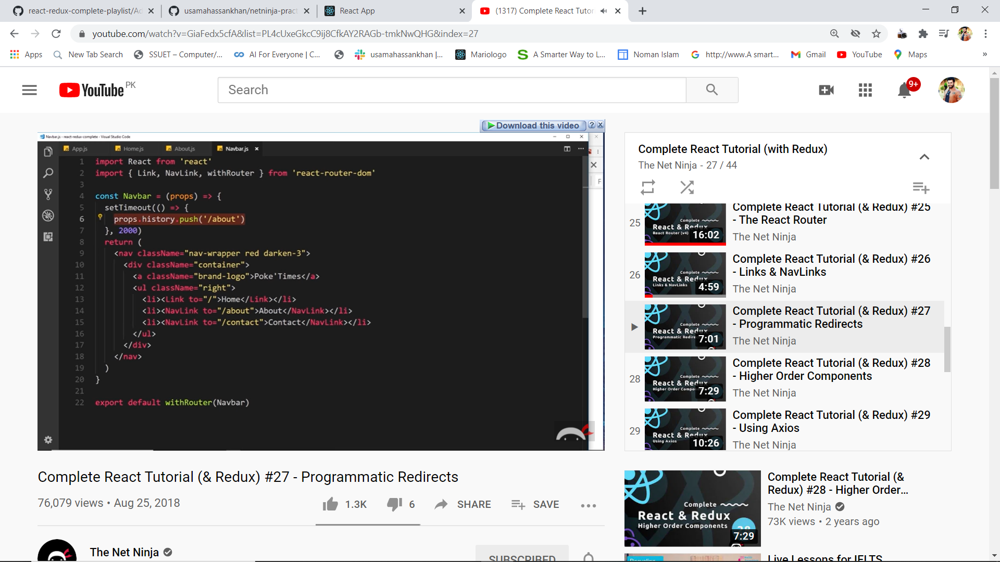 react-redux-complete-playlist/Ad
usamahassankhan/netninja-pract
React App
(1317) Complete React Tutor
youtube.com/watch?v=GiaFedx5cfA&list=PL4cUxeGkcC9ij8CfkAY2RAGb-tmkNwQHG&index=27
Apps
New Tab Search
SSUET – Computer/...
AI For Everyone | C...
usamahassankhan |...
Mariologo
A Smarter Way to L...
Noman Islam
http://www.A smart...
Gmail
YouTube
Maps
»
YouTube PK
Search
9+
Download this video
Navbar.js - react-redux-complete - Visual Studio Code
App.js
Home.js
About.js
Navbar.js
1 import React from 'react'
2 import { Link, NavLink, withRouter } from 'react-router-dom'
3
4 const Navbar = (props) => {
5 setTimeout(() => {
6 props.history.push('/about')
7 }, 2000)
8 return (
9 <nav className="nav-wrapper red darken-3">
10 <div className="container">
11 <a className="brand-logo">Poke'Times</a>
12 <ul className="right">
13 <li><Link to="/">Home</Link></li>
14 <li><NavLink to="/about">About</NavLink></li>
15 <li><NavLink to="/contact">Contact</NavLink></li>
16 </ul>
17 </div>
18 </nav>
19 )
20 }
21
22 export default withRouter(Navbar)
F
Complete React Tutorial (with Redux)
The Net Ninja - 27 / 44
25
Complete
React & Redux
React Router (v4)
16:02
Complete React Tutorial (& Redux) #25
- The React Router
The Net Ninja
26
Complete
React & Redux
Links & NavLinks
4:59
Complete React Tutorial (& Redux) #26
- Links & NavLinks
The Net Ninja
Complete
React & Redux
Programmatic Redire
7:01
Complete React Tutorial (& Redux) #27
- Programmatic Redirects
The Net Ninja
28
Complete
React & Redux
Higher Order Compo
7:29
Complete React Tutorial (& Redux) #28
- Higher Order Components
The Net Ninja
29
Complete
React & Redux
Using Axios
10:26
Complete React Tutorial (& Redux) #29
- Using Axios
The Net Ninja
Complete React Tutorial (& Redux) #27 - Programmatic Redirects
76,079 views • Aug 25, 2018
1.3K
6
SHARE
SAVE
The Net Ninja
SUBSCRIBED
Complete
React & Redux
Higher Order Components
28
7:29
Complete React Tutorial (&
Redux) #28 - Higher Order...
The Net Ninja
73K views • 2 years ago
Recycling
Live Lessons for IELTS